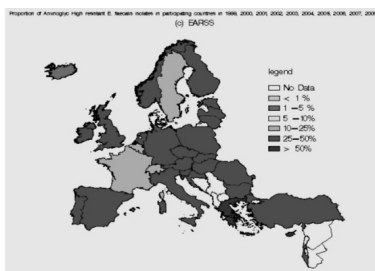 Proportion of Aminoglyc. High resistant E. faecalis isolates in participating countries in 1999, 2000, 2001, 2002, 2003, 2004, 2005, 2006, 2007, 2008
(c) EARSS
legend
No Data
< 1 %
1 –5 %
5 –10%
10–25%
25–50%
> 50%